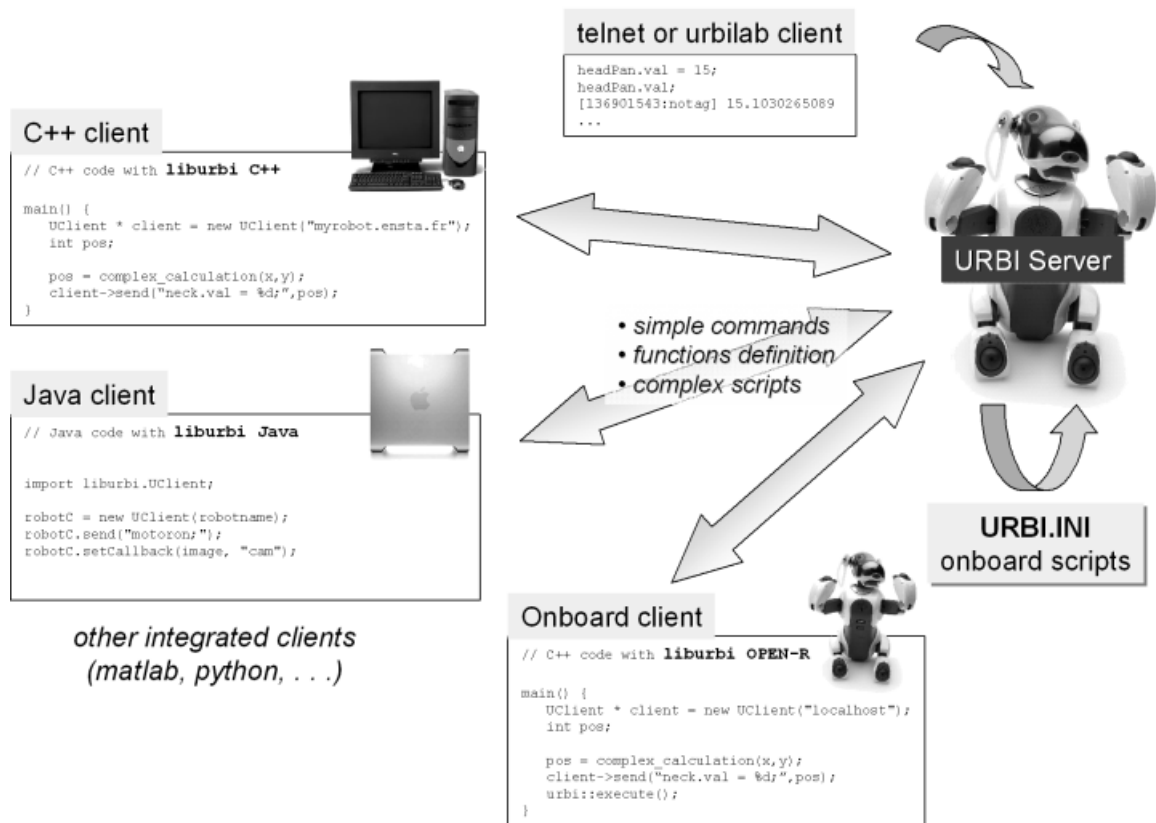 telnet or urbilab client
headPan.val = 15;
headPan.val;
[136901543:notag] 15.1030265089
...
C++ client
// C++ code with liburbi C++
main() {
UClient * client = new UClient("myrobot.ensta.fr");
int pos;
pos = complex_calculation(x,y);
client->send("neck.val = %d;",pos);
}
URBI Server
• simple commands
• functions definition
• complex scripts
Java client
// Java code with liburbi Java
import liburbi.UClient;
robotC = new UClient(robotname);
robotC.send("motoron;");
robotC.setCallback(image, "cam");
URBI.INI
onboard scripts
other integrated clients
(matlab, python, . . .)
Onboard client
// C++ code with liburbi OPEN-R
main() {
UClient * client = new UClient("localhost");
int pos;
pos = complex_calculation(x,y);
client->send("neck.val = %d;",pos);
urbi::execute();
}